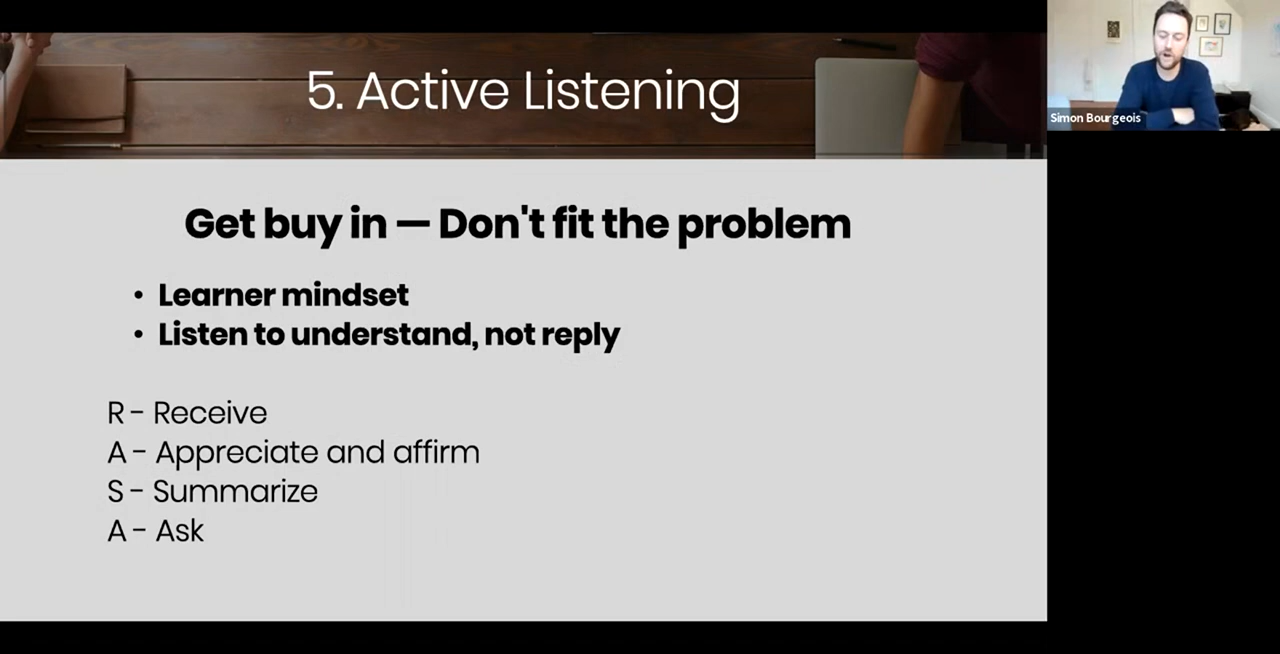 5. Active Listening
Simon Bourgeois
Get buy in — Don't fit the problem
• Learner mindset
• Listen to understand, not reply
R - Receive
A - Appreciate and affirm
S - Summarize
A - Ask